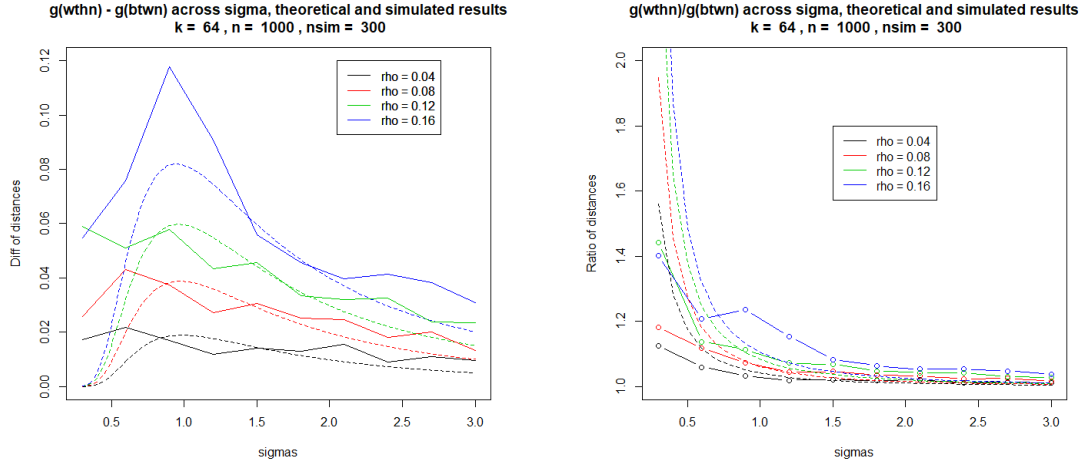 g(wthn) - g(btwn) across sigma, theoretical and simulated results
k = 64 , n = 1000 , nsim = 300
Diff of distances
0.12
0.10
0.08
0.06
0.04
0.02
0.00
rho = 0.04
rho = 0.08
rho = 0.12
rho = 0.16
0.5 1.0 1.5 2.0 2.5 3.0
sigmas
g(wthn)/g(btwn) across sigma, theoretical and simulated results
k = 64 , n = 1000 , nsim = 300
Ratio of distances
2.0
1.8
1.6
1.4
1.2
1.0
rho = 0.04
rho = 0.08
rho = 0.12
rho = 0.16
0.5 1.0 1.5 2.0 2.5 3.0
sigmas